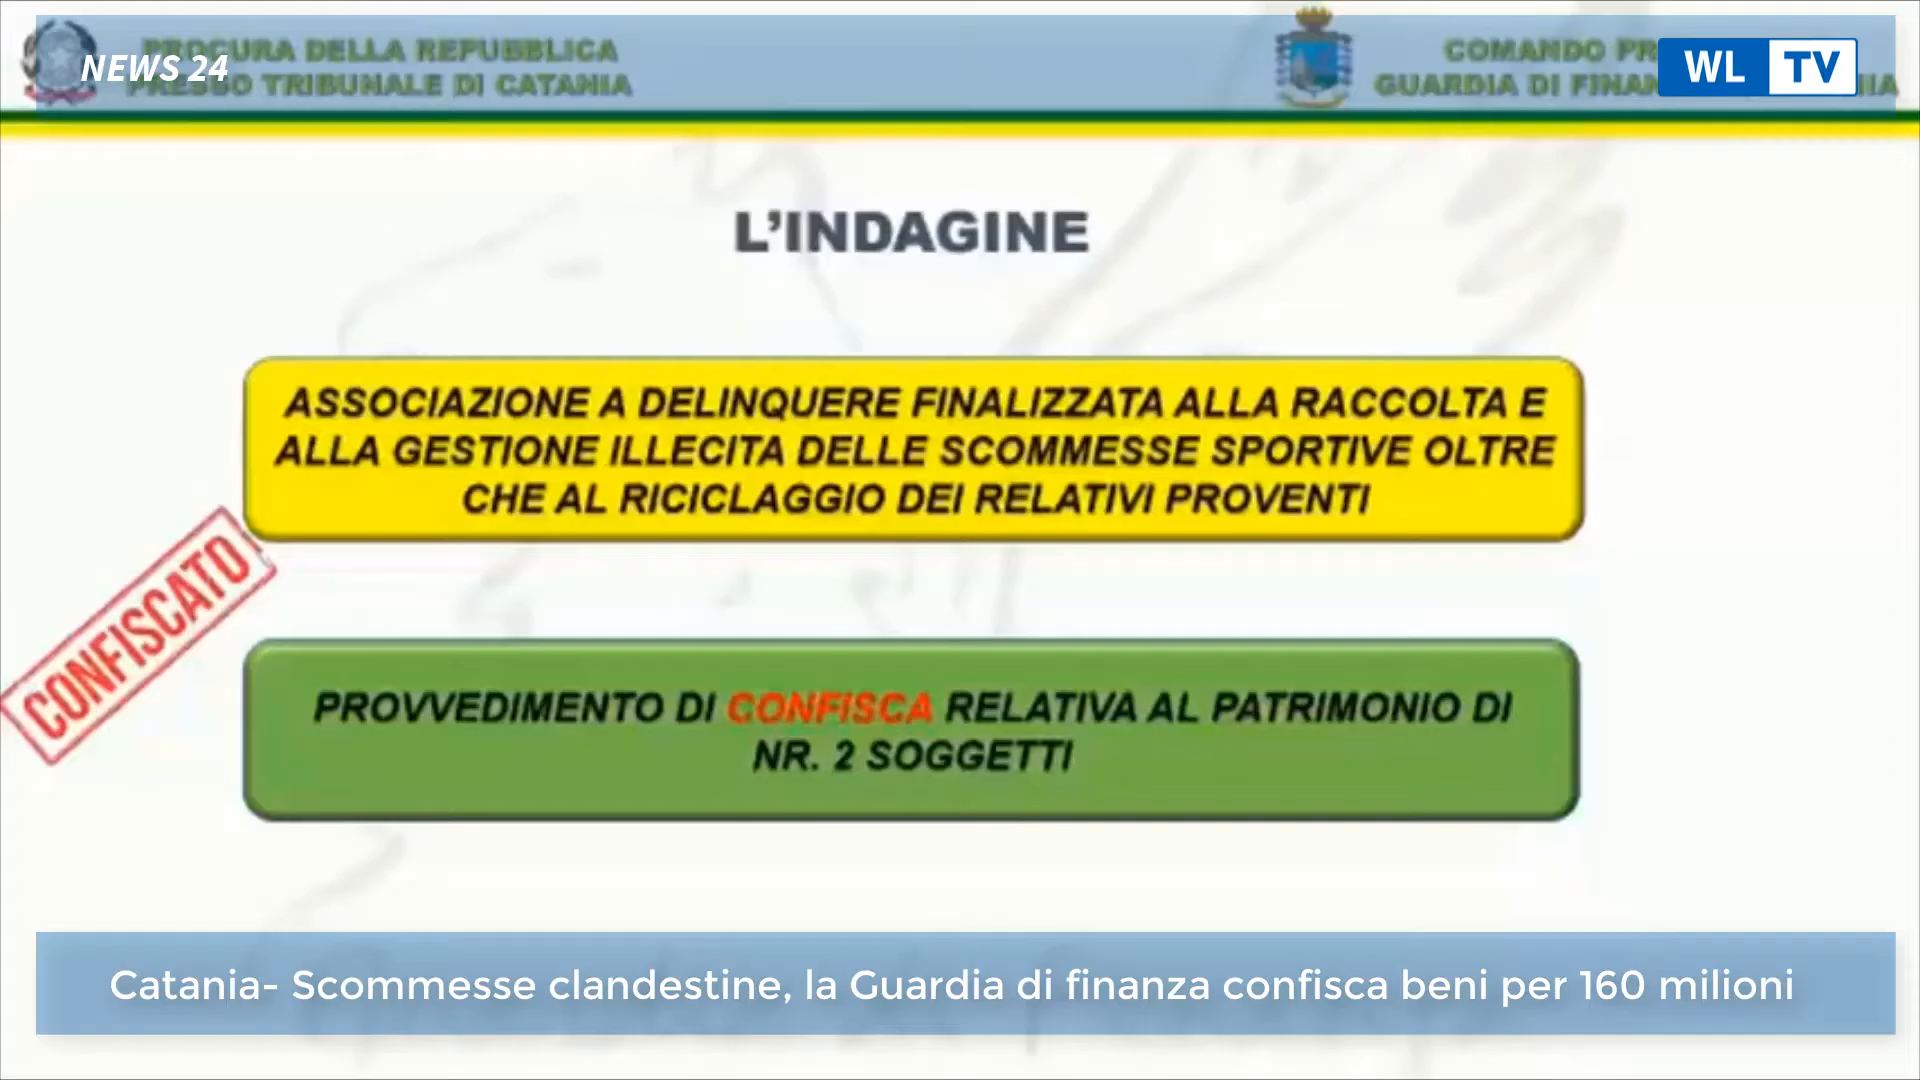 PROCURA DELLA REPUBBLICA
PRESSO TRIBUNALE DI CATANIA
NEWS 24
COMANDO
GUARDIA DI
WL TV
L'INDAGINE
ASSOCIAZIONE A DELINQUERE FINALIZZATA ALLA RACCOLTA E
ALLA GESTIONE ILLECITA DELLE SCOMMESSE SPORTIVE OLTRE
CHE AL RICICLAGGIO DEI RELATIVI PROVENTI
CONFISCATO
PROVVEDIMENTO DI CONFISCA RELATIVA AL PATRIMONIO DI
NR. 2 SOGGETTI
Catania- Scommesse clandestine, la Guardia di finanza confisca beni per 160 milioni